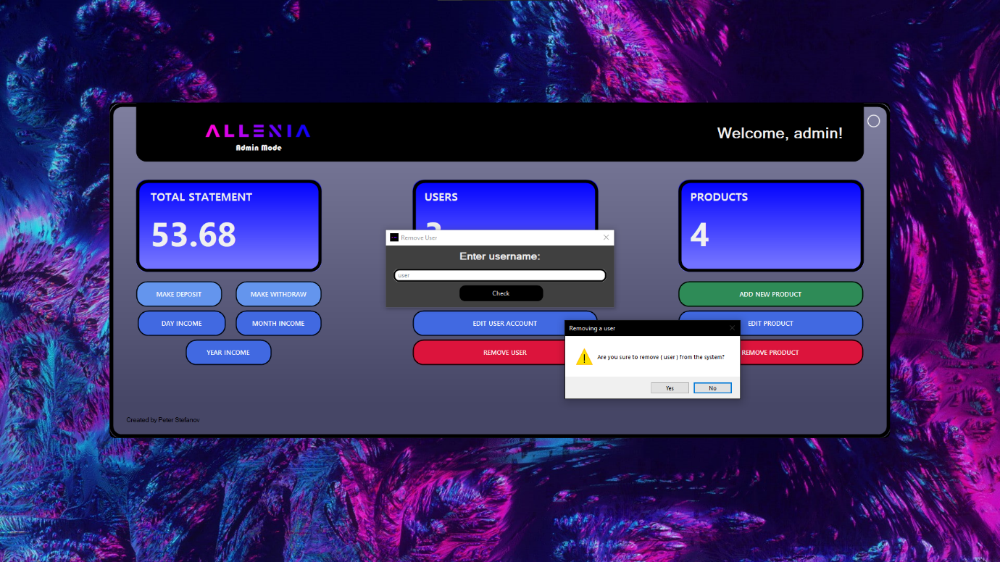 ALLENIA
Admin Mode
Welcome, admin!
TOTAL STATEMENT
53.68
USERS
PRODUCTS
4
Remove User
Enter username:
user
Check
MAKE DEPOSIT
MAKE WITHDRAW
DAY INCOME
MONTH INCOME
YEAR INCOME
EDIT USER ACCOUNT
REMOVE USER
ADD NEW PRODUCT
EDIT PRODUCT
REMOVE PRODUCT
Removing a user
Are you sure to remove ( user ) from the system?
Yes
No
Created by Peter Stefanov